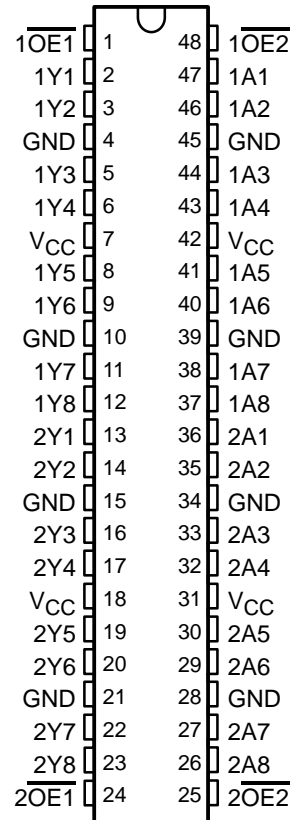 1OE1 1 48 1OE2
1Y1 2 47 1A1
1Y2 3 46 1A2
GND 4 45 GND
1Y3 5 44 1A3
1Y4 6 43 1A4
VCC 7 42 VCC
1Y5 8 41 1A5
1Y6 9 40 1A6
GND 10 39 GND
1Y7 11 38 1A7
1Y8 12 37 1A8
2Y1 13 36 2A1
2Y2 14 35 2A2
GND 15 34 GND
2Y3 16 33 2A3
2Y4 17 32 2A4
VCC 18 31 VCC
2Y5 19 30 2A5
2Y6 20 29 2A6
GND 21 28 GND
2Y7 22 27 2A7
2Y8 23 26 2A8
2OE1 24 25 2OE2